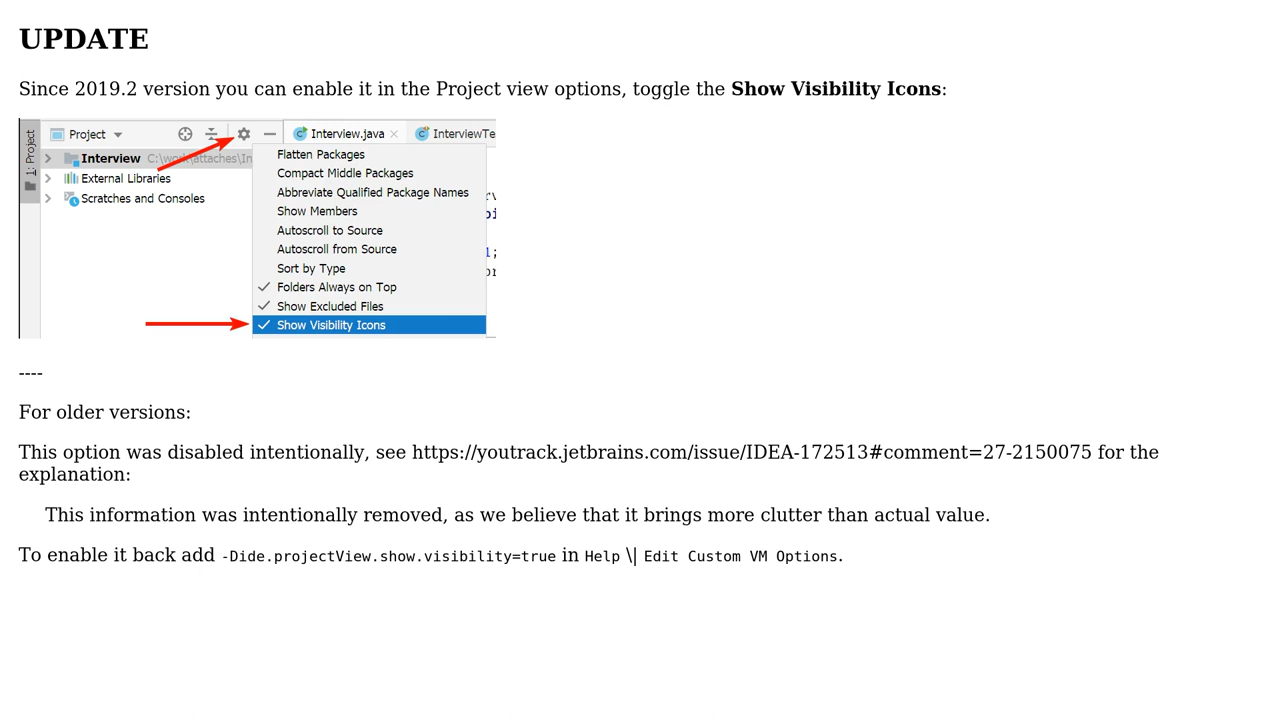 UPDATE
Since 2019.2 version you can enable it in the Project view options, toggle the Show Visibility Icons:
1: Project
Project
Interview.java
InterviewTe
Interview C:\work\attaches\In
External Libraries
Scratches and Consoles
Flatten Packages
Compact Middle Packages
Abbreviate Qualified Package Names
Show Members
Autoscroll to Source
Autoscroll from Source
Sort by Type
Folders Always on Top
Show Excluded Files
Show Visibility Icons
----
For older versions:
This option was disabled intentionally, see https://youtrack.jetbrains.com/issue/IDEA-172513#comment=27-2150075 for the
explanation:
This information was intentionally removed, as we believe that it brings more clutter than actual value.
To enable it back add -Dide.projectView.show.visibility=true in Help \| Edit Custom VM Options.